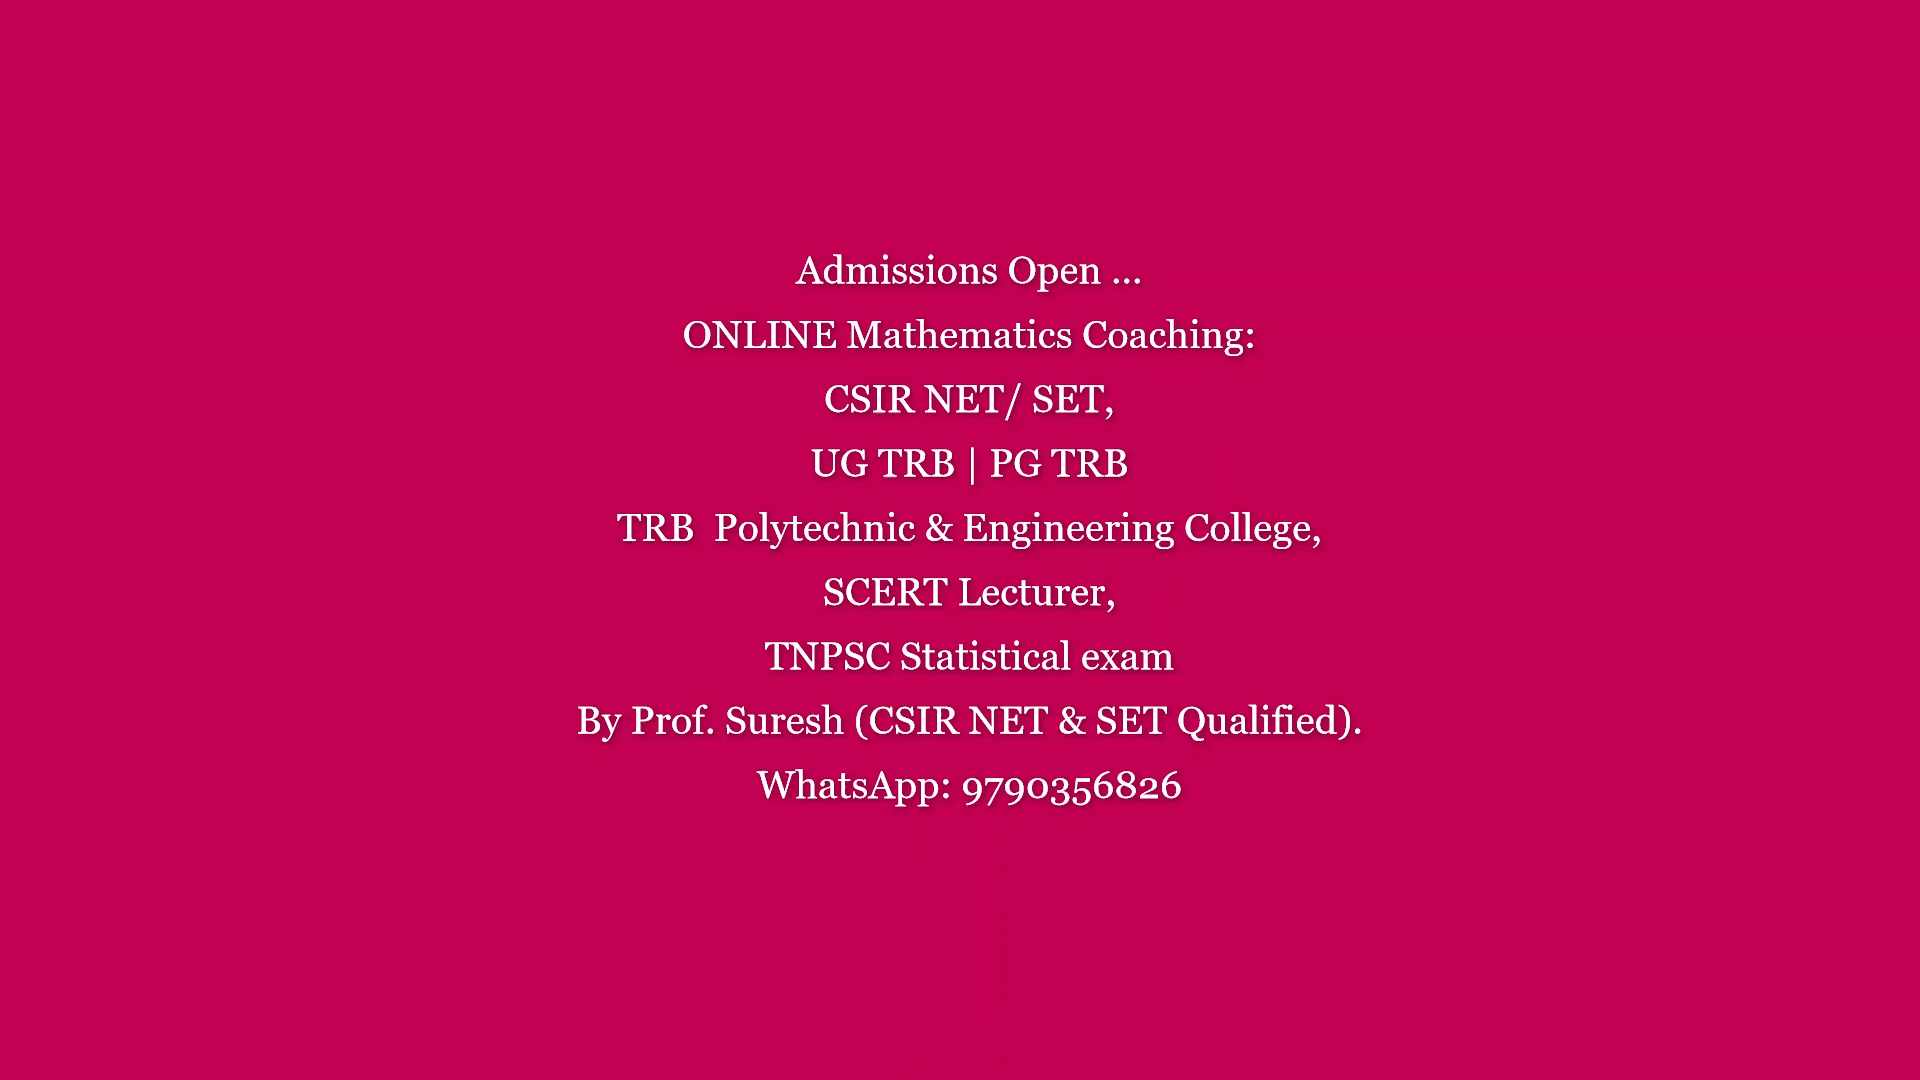 Admissions Open ...
ONLINE Mathematics Coaching:
CSIR NET/ SET,
UG TRB | PG TRB
TRB  Polytechnic & Engineering College,
SCERT Lecturer,
TNPSC Statistical exam
By Prof. Suresh (CSIR NET & SET Qualified).
WhatsApp: 9790356826